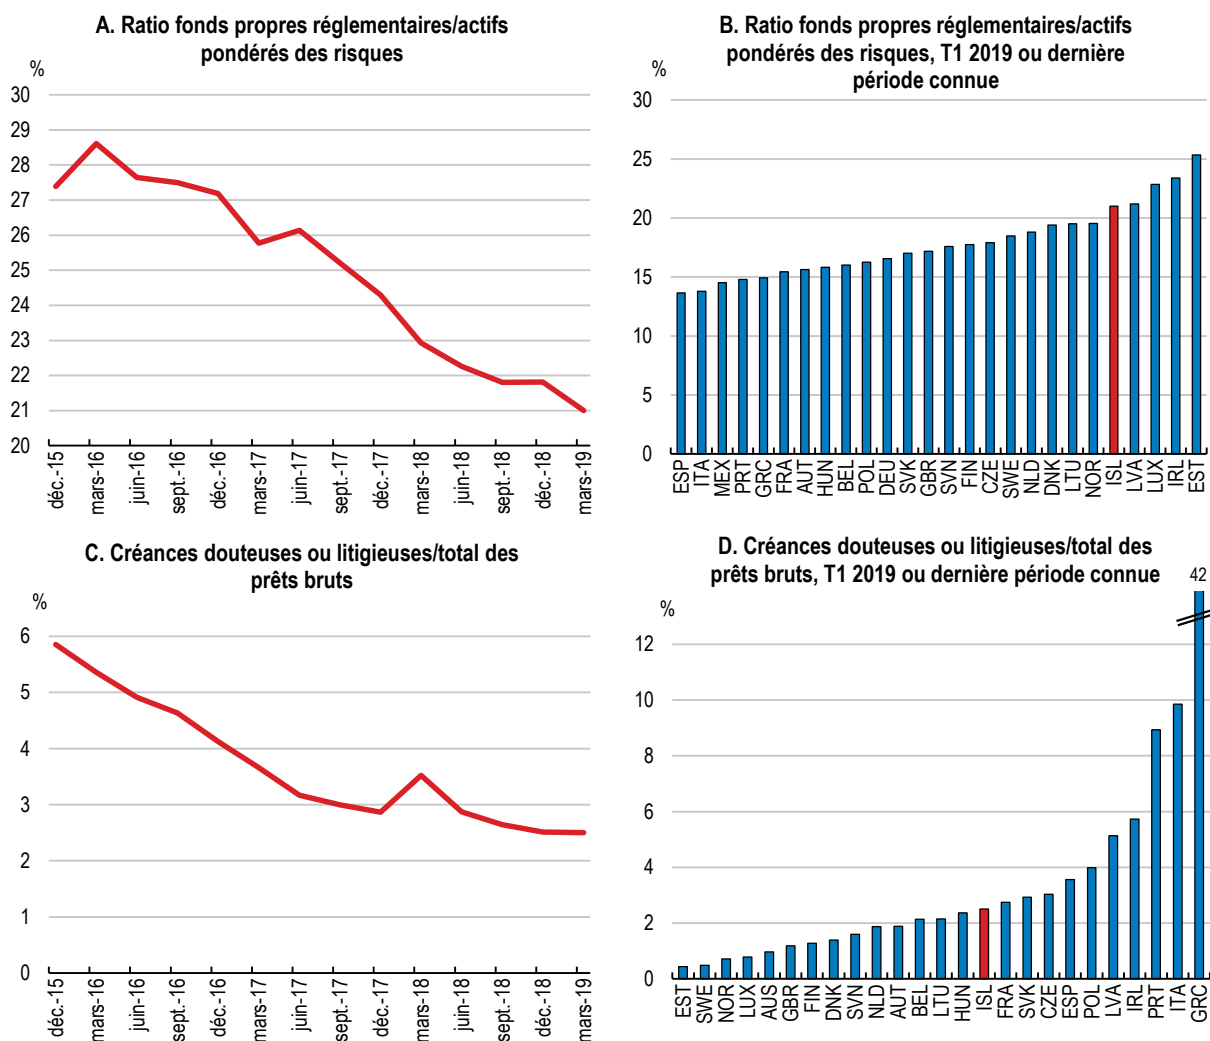 A. Ratio fonds propres réglementaires/actifs
pondérés des risques
%
30
29
28
27
26
25
24
23
22
21
20
déc.-15
mars-16
juin-16
sept.-16
déc.-16
mars-17
juin-17
sept.-17
déc.-17
mars-18
juin-18
sept.-18
déc.-18
mars-19
B. Ratio fonds propres réglementaires/actifs
pondérés des risques, T1 2019 ou dernière
période connue
%
30
25
20
15
10
5
0
ESP
ITA
MEX
PRT
GRC
FRA
AUT
HUN
BEL
POL
DEU
SVK
GBR
SVN
FIN
CZE
SWE
NLD
DNK
LTU
NOR
ISL
LVA
LUX
IRL
EST
C. Créances douteuses ou litigieuses/total des
prêts bruts
%
6
5
4
3
2
1
0
déc.-15
mars-16
juin-16
sept.-16
déc.-16
mars-17
juin-17
sept.-17
déc.-17
mars-18
juin-18
sept.-18
déc.-18
mars-19
D. Créances douteuses ou litigieuses/total des
prêts bruts, T1 2019 ou dernière période connue
42
%
12
10
8
6
4
2
0
EST
SWE
NOR
LUX
AUS
GBR
FIN
DNK
SVN
NLD
AUT
BEL
LTU
HUN
ISL
FRA
SVK
CZE
ESP
POL
LVA
IRL
PRT
ITA
GRC